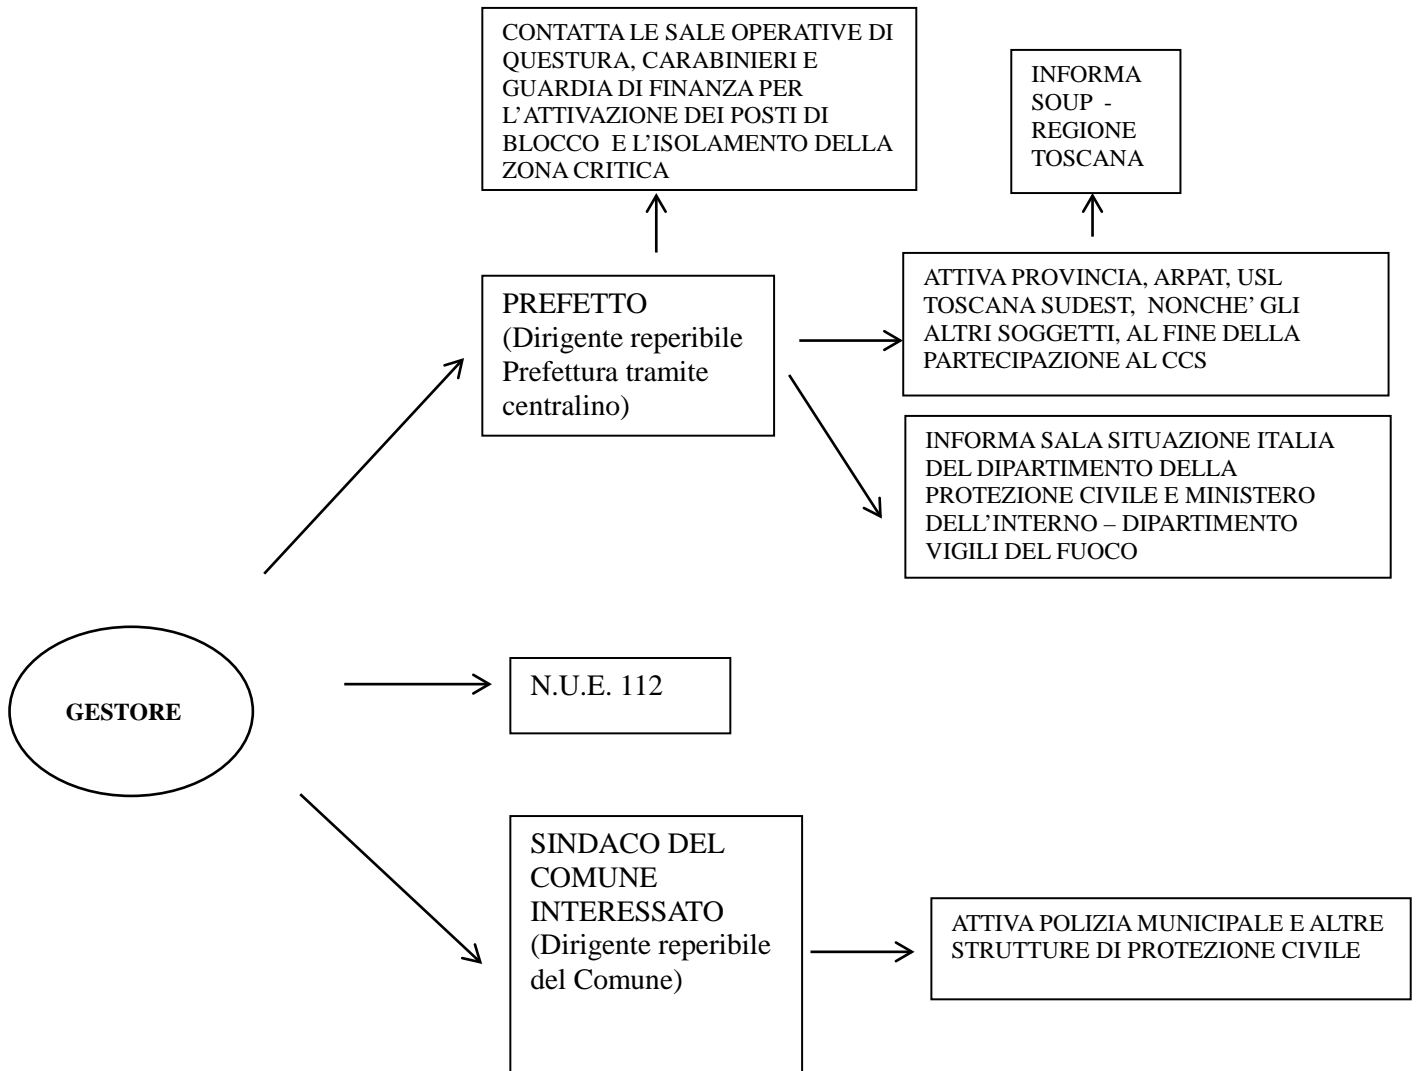 CONTATTA LE SALE OPERATIVE DI
QUESTURA, CARABINIERI E
GUARDIA DI FINANZA PER
L'ATTIVAZIONE DEI POSTI DI
BLOCCO E L'ISOLAMENTO DELLA
ZONA CRITICA
INFORMA
SOUP -
REGIONE
TOSCANA
PREFETTO
(Dirigente reperibile
Prefettura tramite
centralino)
ATTIVA PROVINCIA, ARPAT, USL
TOSCANA SUDEST, NONCHE' GLI
ALTRI SOGGETTI, AL FINE DELLA
PARTECIPAZIONE AL CCS
INFORMA SALA SITUAZIONE ITALIA
DEL DIPARTIMENTO DELLA
PROTEZIONE CIVILE E MINISTERO
DELL'INTERNO – DIPARTIMENTO
VIGILI DEL FUOCO
GESTORE
N.U.E. 112
SINDACO DEL
COMUNE
INTERESSATO
(Dirigente reperibile
del Comune)
ATTIVA POLIZIA MUNICIPALE E ALTRE
STRUTTURE DI PROTEZIONE CIVILE